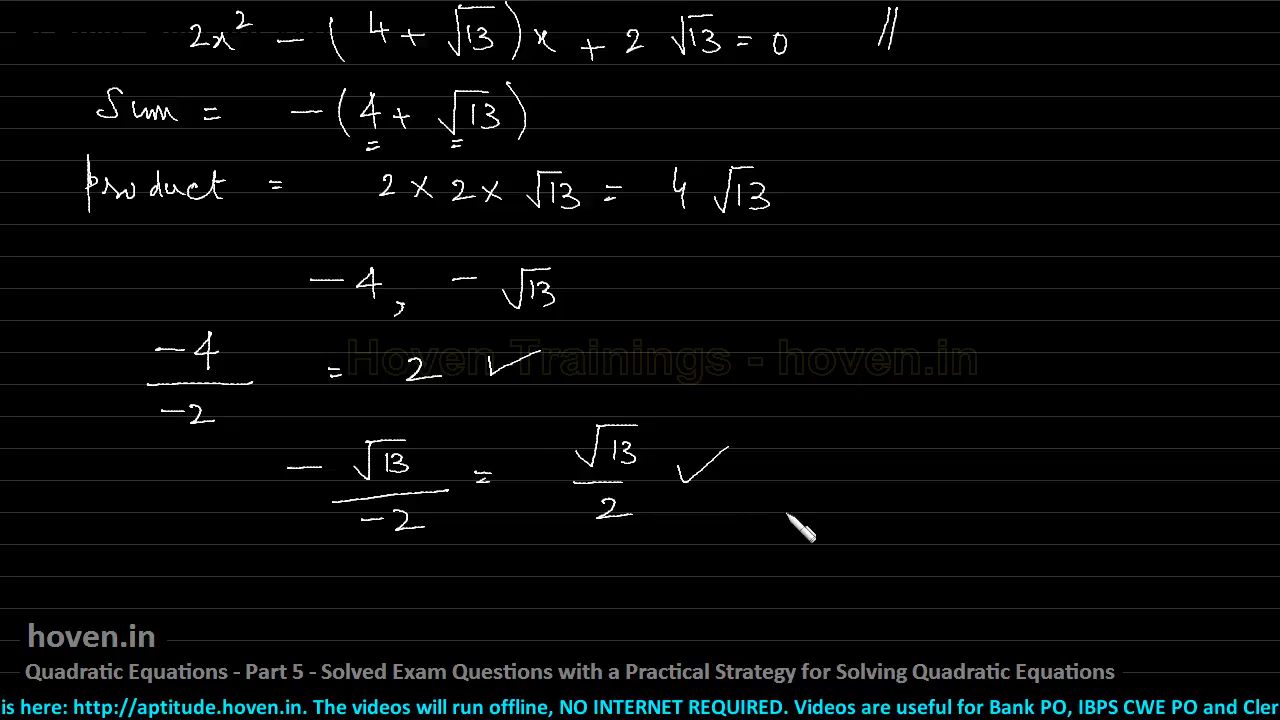 2x² - (4 + √13)x + 2 √13 = 0 //
Sum = - (4 + √13)
product = 2 × 2 × √13 = 4 √13
-4, - √13
-4/-2 = 2 ✓
Hoven Trainings - hoven.in
- √13/-2 = √13/2 ✓
hoven.in
Quadratic Equations - Part 5 - Solved Exam Questions with a Practical Strategy for Solving Quadratic Equations
is here: http://aptitude.hoven.in. The videos will run offline, NO INTERNET REQUIRED. Videos are useful for Bank PO, IBPS CWE PO and Cler